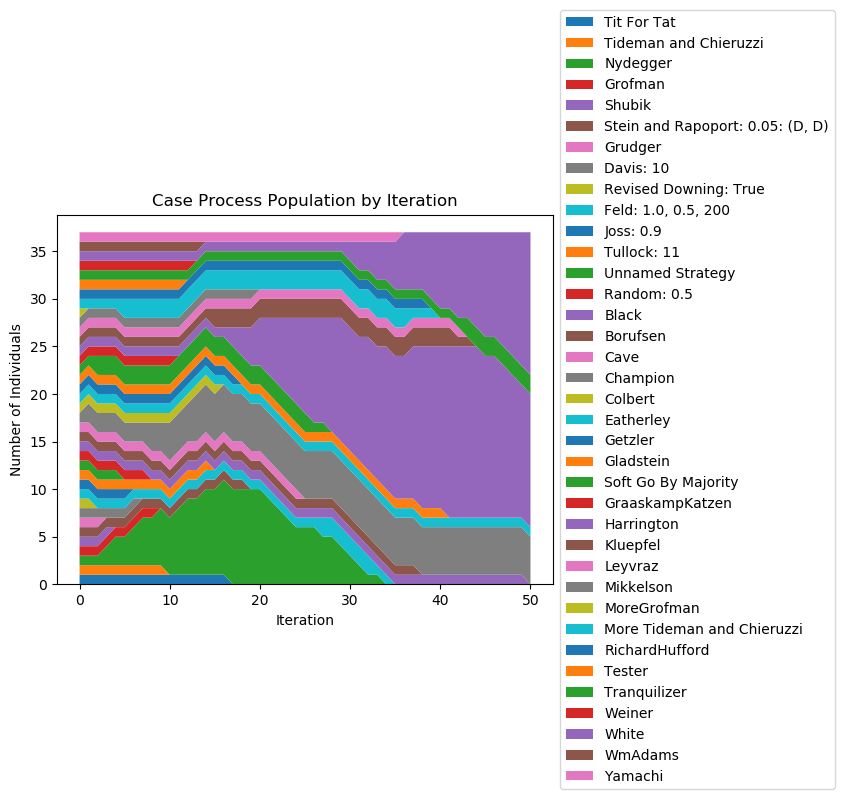 Case Process Population by Iteration
Number of Individuals
35
30
25
20
15
10
5
0
0 10 20 30 40 50
Iteration
Tit For Tat
Tideman and Chieruzzi
Nydegger
Grofman
Shubik
Stein and Rapoport: 0.05: (D, D)
Grudger
Davis: 10
Revised Downing: True
Feld: 1.0, 0.5, 200
Joss: 0.9
Tullock: 11
Unnamed Strategy
Random: 0.5
Black
Borufsen
Cave
Champion
Colbert
Eatherley
Getzler
Gladstein
Soft Go By Majority
GraaskampKatzen
Harrington
Kluepfel
Leyvraz
Mikkelson
MoreGrofman
More Tideman and Chieruzzi
RichardHufford
Tester
Tranquilizer
Weiner
White
WmAdams
Yamachi